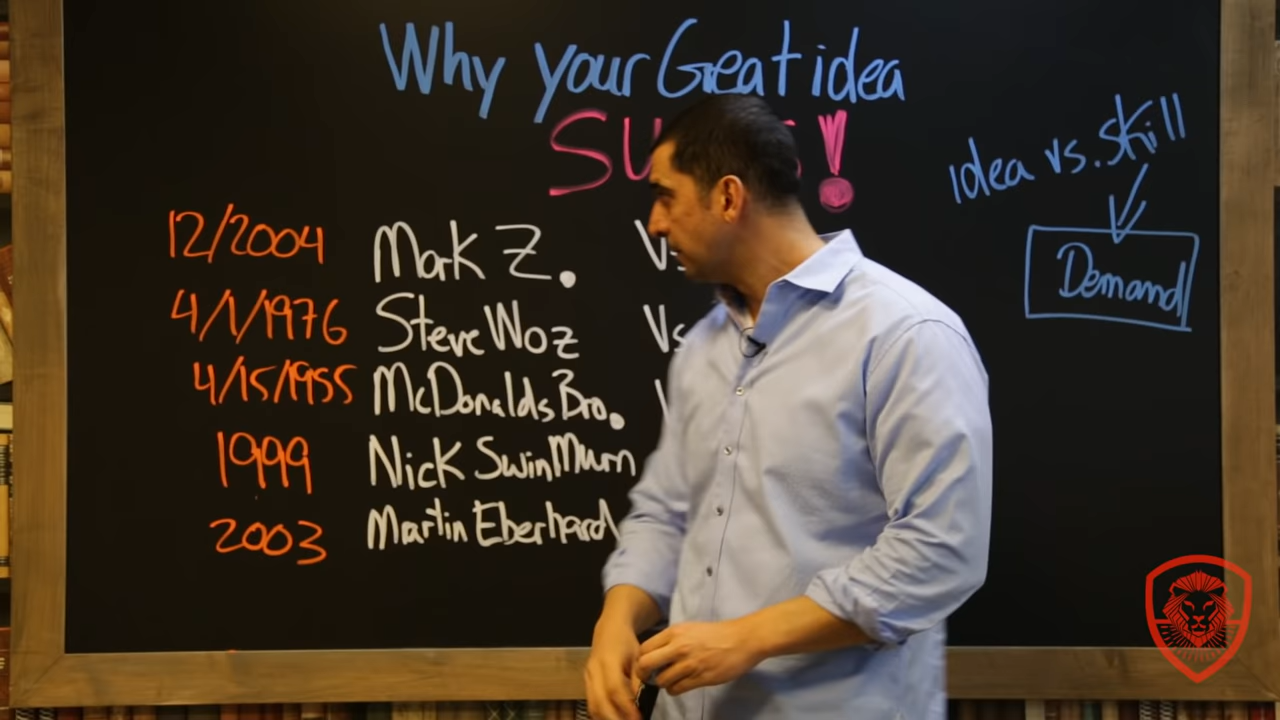 Why your Great idea
idea vs. skill
Demand
12/2004 Mark Z. Vs
4/1/1976 Steve Woz Vs
4/15/1955 McDonalds Bro.
1999 Nick SwinMurn
2003 Martin Eberhard